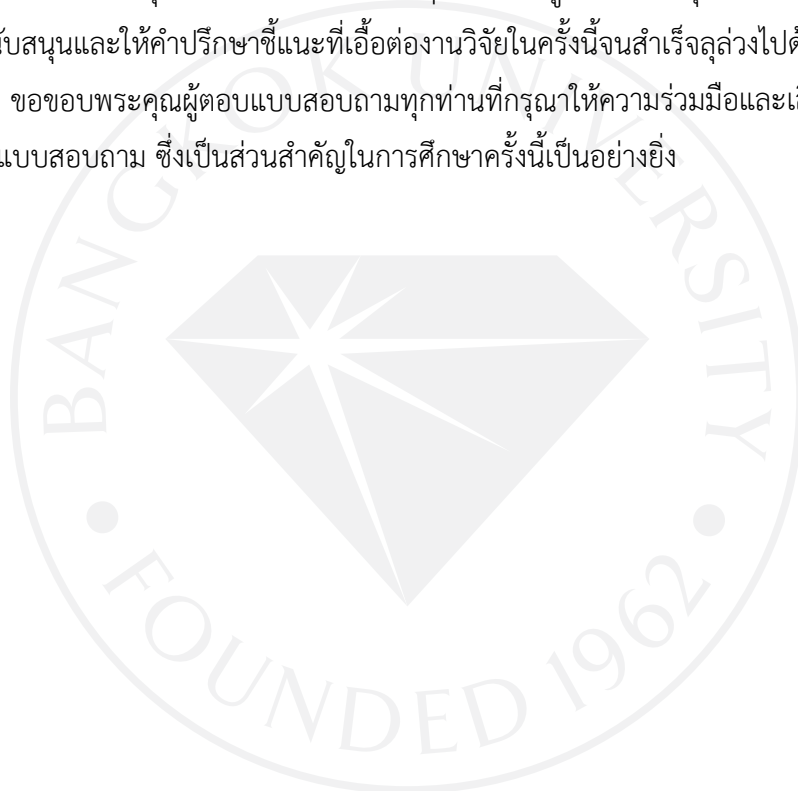 ับสนุนและให้คำปรึกษาชี้แนะที่เอื้อต่องานวิจัยในครั้งนี้จนสำเร็จลุล่วงไปด้
ขอขอบพระคุณผู้ตอบแบบสอบถามทุกท่านที่กรุณาให้ความร่วมมือและเสี
แบบสอบถาม ซึ่งเป็นส่วนสำคัญในการศึกษาครั้งนี้เป็นอย่างยิ่ง
BANGKOK UNIVERSITY
FOUNDED 1962